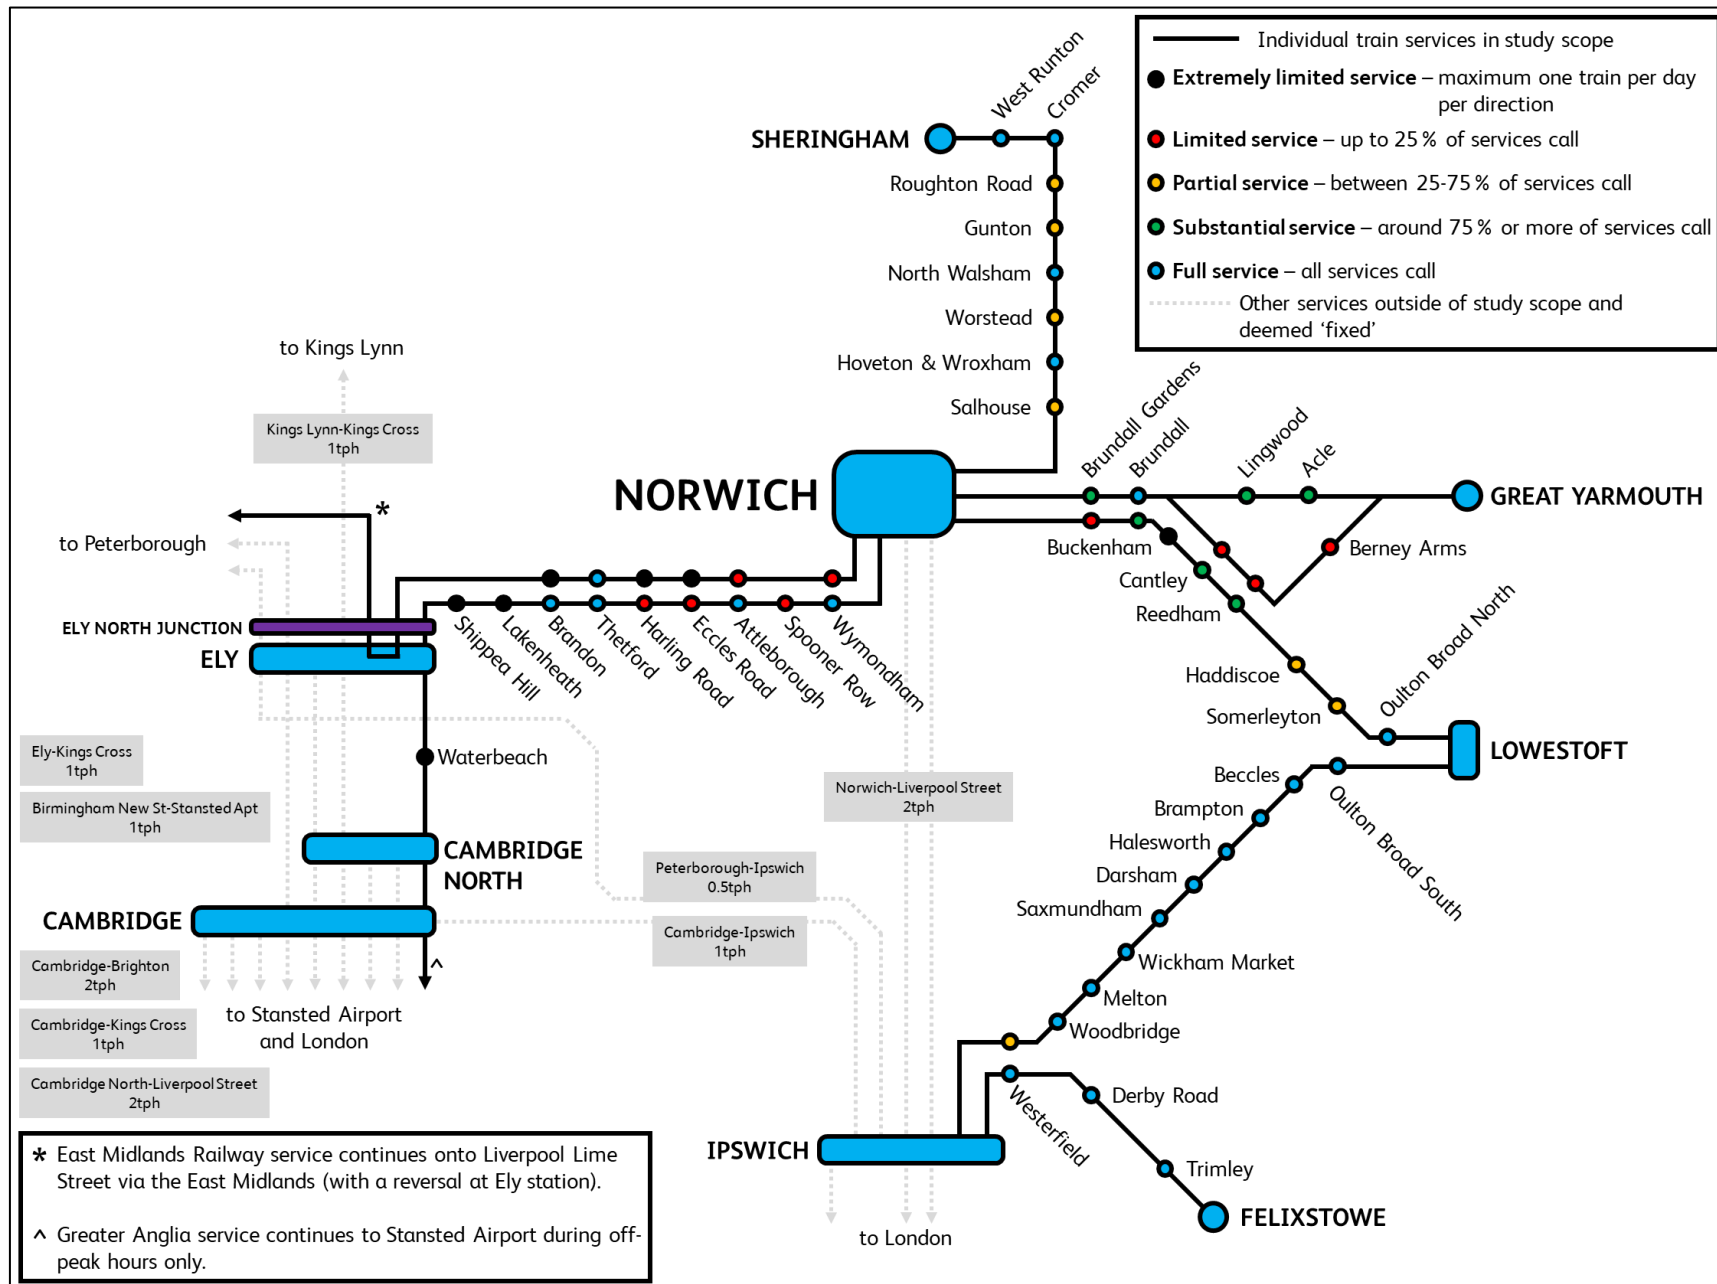 Individual train services in study scope
Extremely limited service – maximum one train per day
per direction
Limited service – up to 25% of services call
Partial service – between 25-75% of services call
Substantial service – around 75% or more of services call
Full service – all services call
Other services outside of study scope and
deemed ‘fixed’
West Runton
Cromer
SHERINGHAM
Roughton Road
Gunton
North Walsham
Worstead
Hoveton & Wroxham
Salhouse
to Kings Lynn
Kings Lynn-Kings Cross
1tph
*
to Peterborough
NORWICH
Brundall Gardens
Brundall
Lingwood
Acle
GREAT YARMOUTH
Buckenham
Berney Arms
Cantley
Reedham
Haddiscoe
Somerleyton
Oulton Broad North
LOWESTOFT
ELY NORTH JUNCTION
ELY
Shippea Hill
Lakenheath
Brandon
Thetford
Harling Road
Eccles Road
Attleborough
Spooner Row
Wymondham
Ely-Kings Cross
1tph
Birmingham New St-Stansted Apt
1tph
Waterbeach
Norwich-Liverpool Street
2tph
Beccles
Brampton
Halesworth
Darsham
Saxmundham
Oulton Broad South
Wickham Market
Melton
Woodbridge
CAMBRIDGE
NORTH
CAMBRIDGE
Peterborough-Ipswich
0.5tph
Cambridge-Ipswich
1tph
^
Cambridge-Brighton
2tph
Cambridge-Kings Cross
1tph
Cambridge North-Liverpool Street
2tph
to Stansted Airport
and London
Westerfield
Derby Road
IPSWICH
Trimley
FELIXSTOWE
to London
* East Midlands Railway service continues onto Liverpool Lime
Street via the East Midlands (with a reversal at Ely station).
^ Greater Anglia service continues to Stansted Airport during off-
peak hours only.